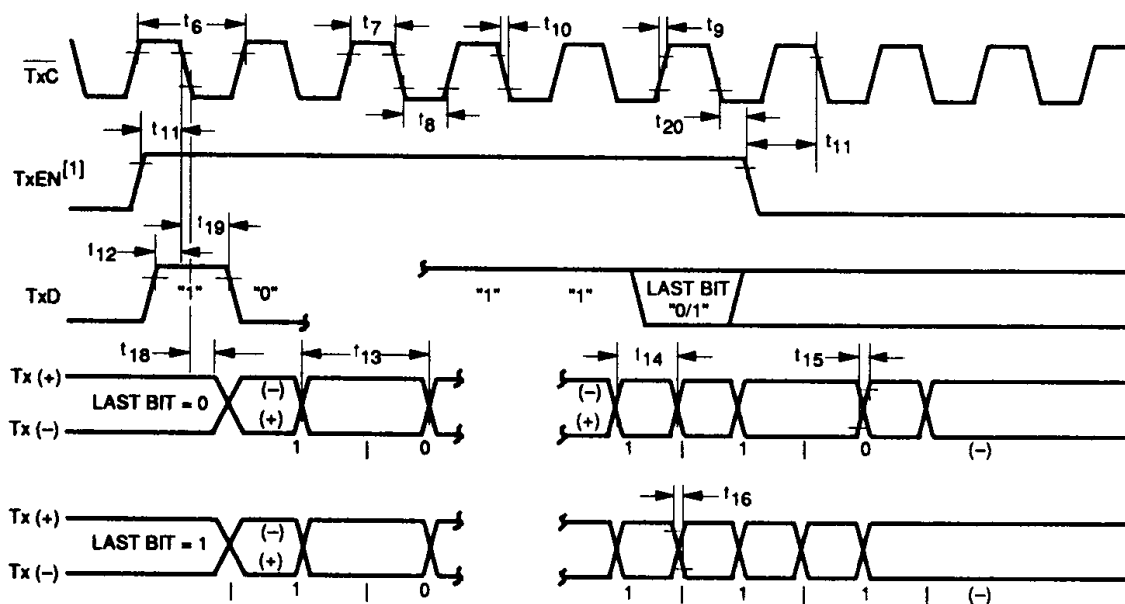 t6 t7 t10 t9
TxC
t8 t20 t11
t11
TxEN[1]
t19
t12
TxD "1" "0" "1" "1" LAST BIT
"0/1"
t18 t13 t14 t15
Tx (+)
LAST BIT = 0 (–) (–)
(+) (+)
Tx (–)
1 | 0 1 | 1 | 0 (–)
t16
Tx (+)
LAST BIT = 1 (–)
(+)
Tx (–)
| 1 | 0 1 | 1 | 1 | (–)